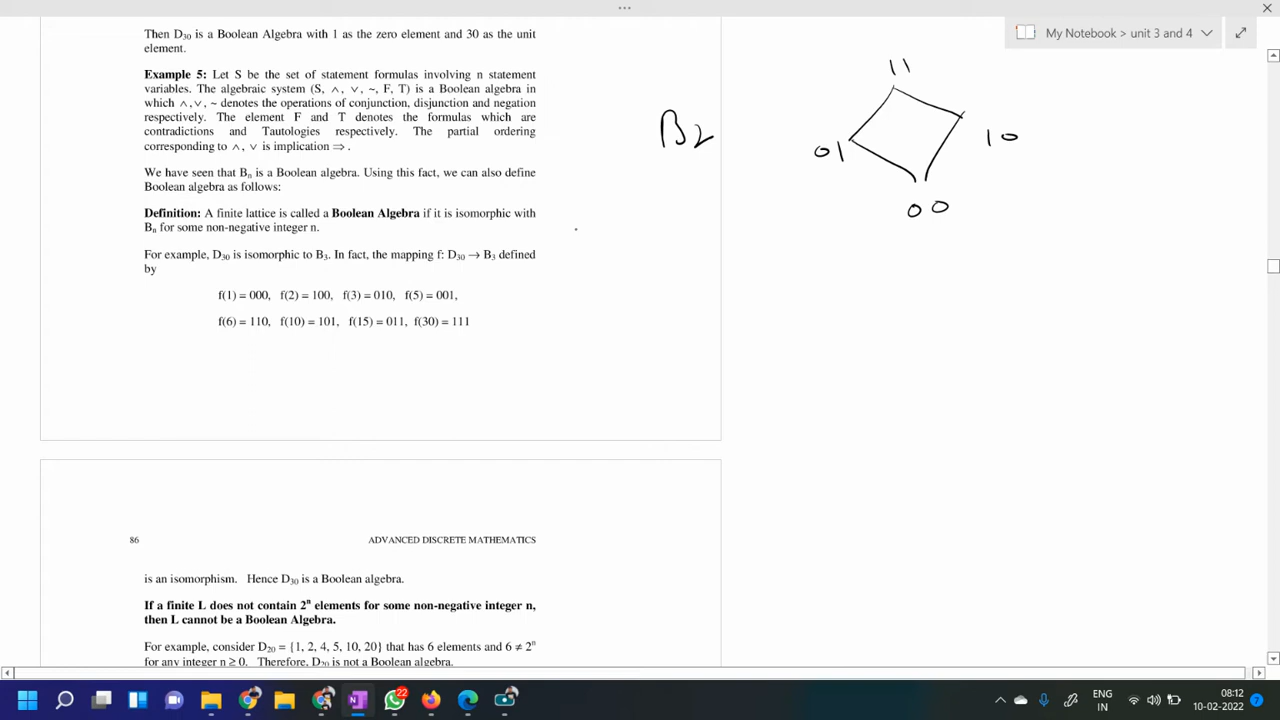 My Notebook > unit 3 and 4
Then D₃₀ is a Boolean Algebra with 1 as the zero element and 30 as the unit
element.
Example 5: Let S be the set of statement formulas involving n statement
variables. The algebraic system (S, ∧, ∨, ~, F, T) is a Boolean algebra in
which ∧,∨, ~ denotes the operations of conjunction, disjunction and negation
respectively. The element F and T denotes the formulas which are
contradictions and Tautologies respectively. The partial ordering
corresponding to ∧, ∨ is implication ⇒.
We have seen that Bₙ is a Boolean algebra. Using this fact, we can also define
Boolean algebra as follows:
Definition: A finite lattice is called a Boolean Algebra if it is isomorphic with
Bₙ for some non-negative integer n.
For example, D₃₀ is isomorphic to B₃. In fact, the mapping f: D₃₀ → B₃ defined
by
f(1) = 000, f(2) = 100, f(3) = 010, f(5) = 001,
f(6) = 110, f(10) = 101, f(15) = 011, f(30) = 111
B2
11
01
10
00
86 ADVANCED DISCRETE MATHEMATICS
is an isomorphism. Hence D₃₀ is a Boolean algebra.
If a finite L does not contain 2ⁿ elements for some non-negative integer n,
then L cannot be a Boolean Algebra.
For example, consider D₂₀ = {1, 2, 4, 5, 10, 20} that has 6 elements and 6 ≠ 2ⁿ
for any integer n ≥ 0. Therefore, D₂₀ is not a Boolean algebra.
22
ENG
IN
08:12
10-02-2022
7